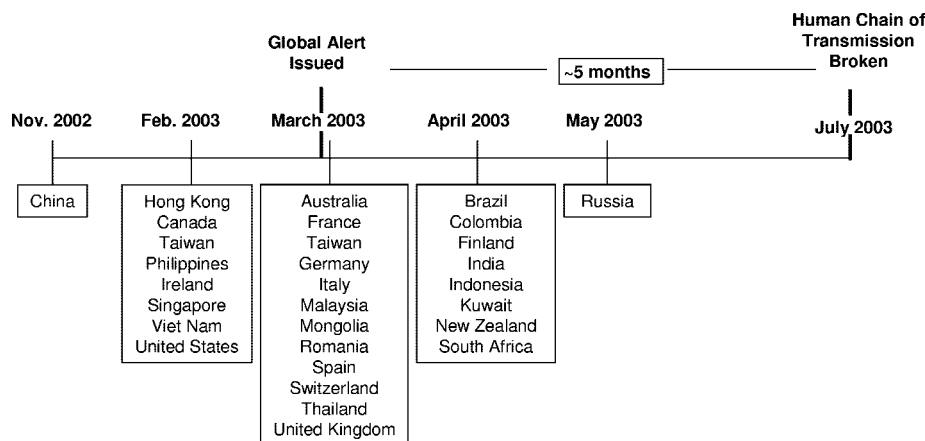 Global Alert
Issued
Human Chain of
Transmission
Broken
~5 months
Nov. 2002
Feb. 2003
March 2003
April 2003
May 2003
July 2003
China
Hong Kong
Canada
Taiwan
Philippines
Ireland
Singapore
Viet Nam
United States
Australia
France
Taiwan
Germany
Italy
Malaysia
Mongolia
Romania
Spain
Switzerland
Thailand
United Kingdom
Brazil
Colombia
Finland
India
Indonesia
Kuwait
New Zealand
South Africa
Russia